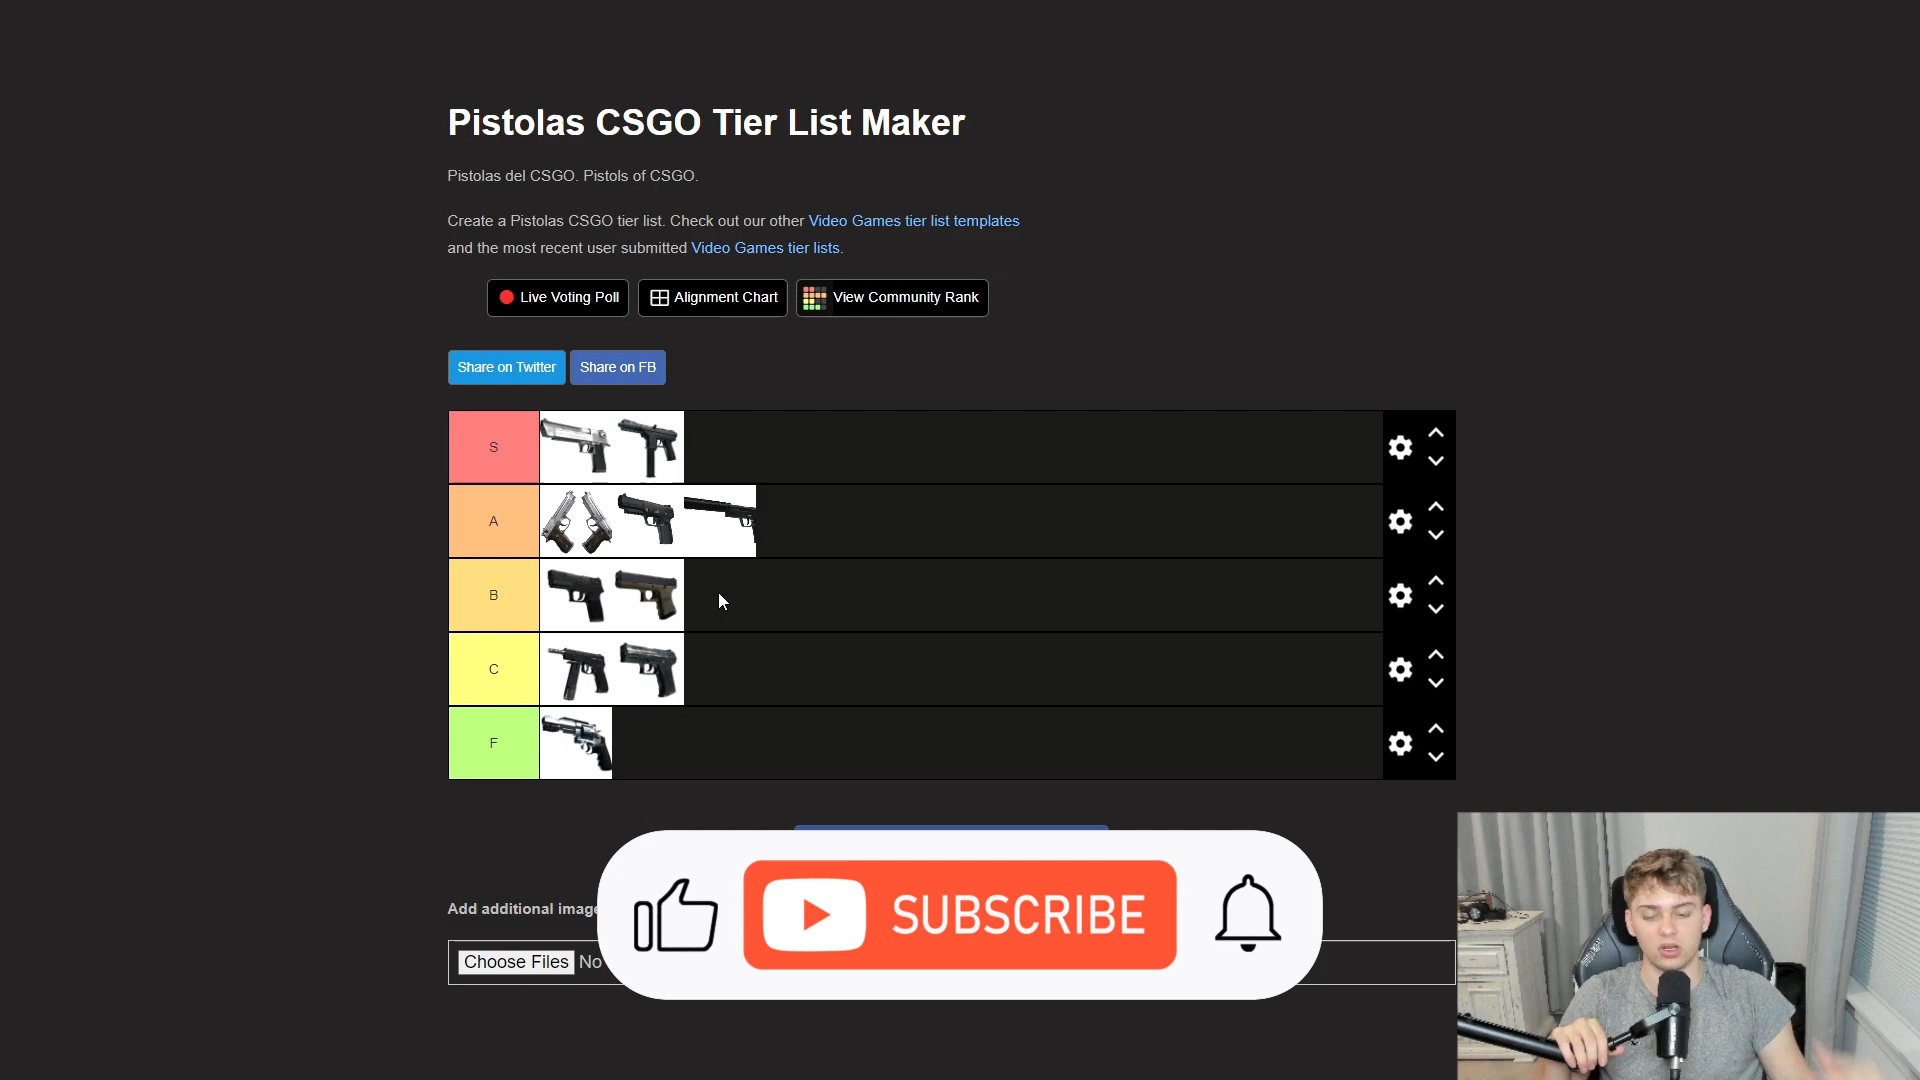 Pistolas CSGO Tier List Maker
Pistolas del CSGO. Pistols of CSGO.
Create a Pistolas CSGO tier list. Check out our other Video Games tier list templates
and the most recent user submitted Video Games tier lists.
Live Voting Poll Alignment Chart View Community Rank
Share on Twitter Share on FB
S
A
B
C
F
Add additional image
SUBSCRIBE
Choose Files No